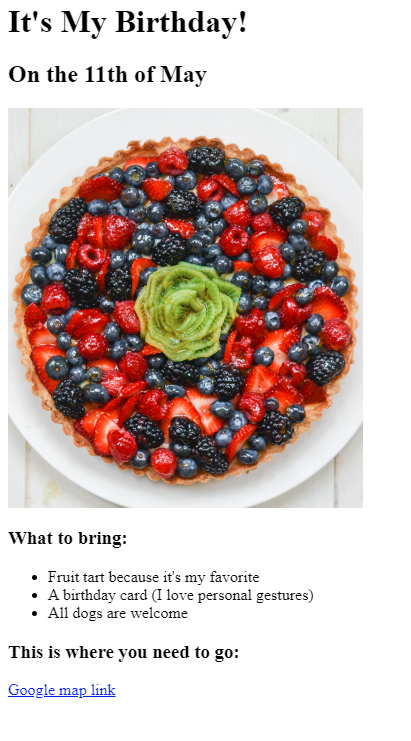 It's My Birthday!
On the 11th of May
What to bring:
Fruit tart because it's my favorite
A birthday card (I love personal gestures)
All dogs are welcome
This is where you need to go:
Google map link